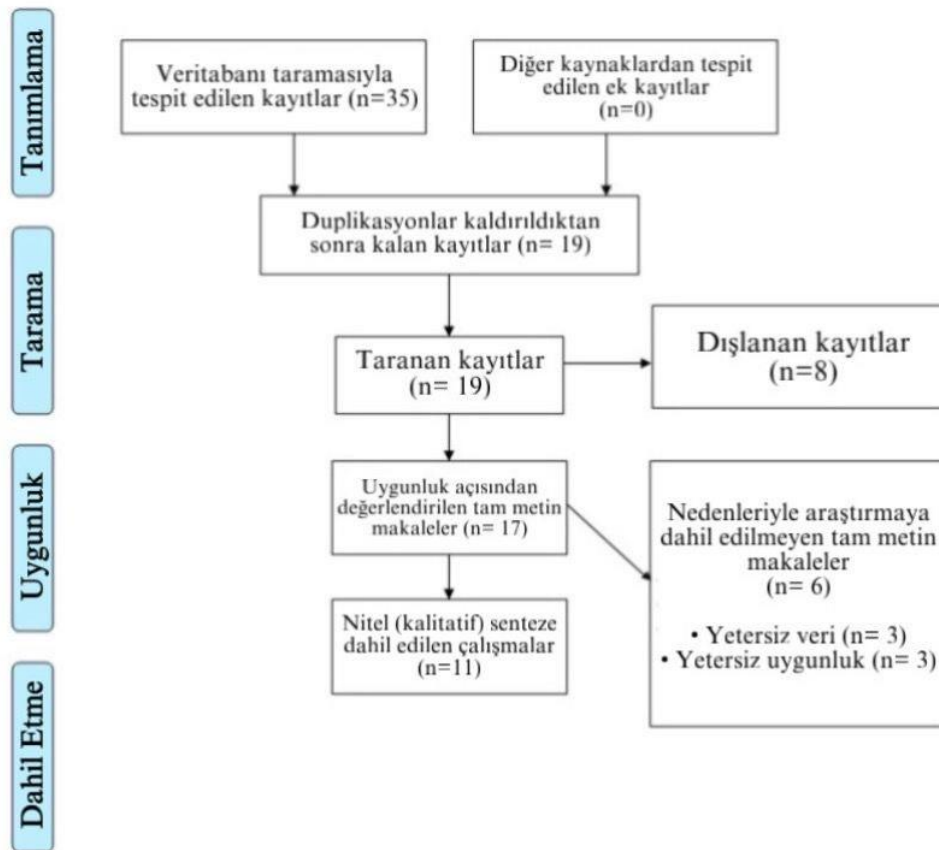 Tanımlama
Veritabanı taramasıyla
tespit edilen kayıtlar (n=35)
Diğer kaynaklardan tespit
edilen ek kayıtlar
(n=0)
Duplikasyonlar kaldırıldıktan
sonra kalan kayıtlar (n= 19)
Tarama
Taranan kayıtlar
(n= 19)
Dışlanan kayıtlar
(n=8)
Uygunluk
Uygunluk açısından
değerlendirilen tam metin
makaleler (n= 17)
Nedenleriyle araştırmaya
dahil edilmeyen tam metin
makaleler
(n= 6)
• Yetersiz veri (n= 3)
• Yetersiz uygunluk (n= 3)
Nitel (kalitatif) senteze
dahil edilen çalışmalar
(n=11)
Dahil Etme